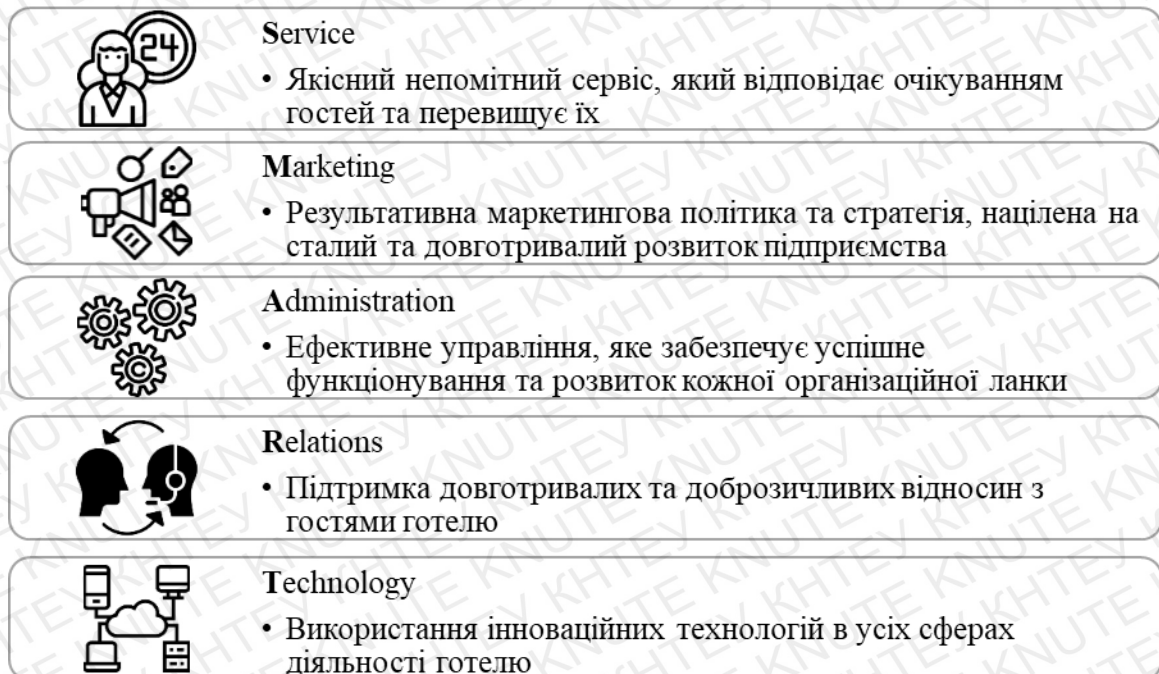 24
Service
• Якісний непомітний сервіс, який відповідає очікуванням
гостей та перевищує їх
Marketing
• Результативна маркетингова політика та стратегія, націлена на
сталий та довготривалий розвиток підприємства
Administration
• Ефективне управління, яке забезпечує успішне
функціонування та розвиток кожної організаційної ланки
Relations
• Підтримка довготривалих та доброзичливих відносин з
гостями готелю
Technology
• Використання інноваційних технологій в усіх сферах
діяльності готелю